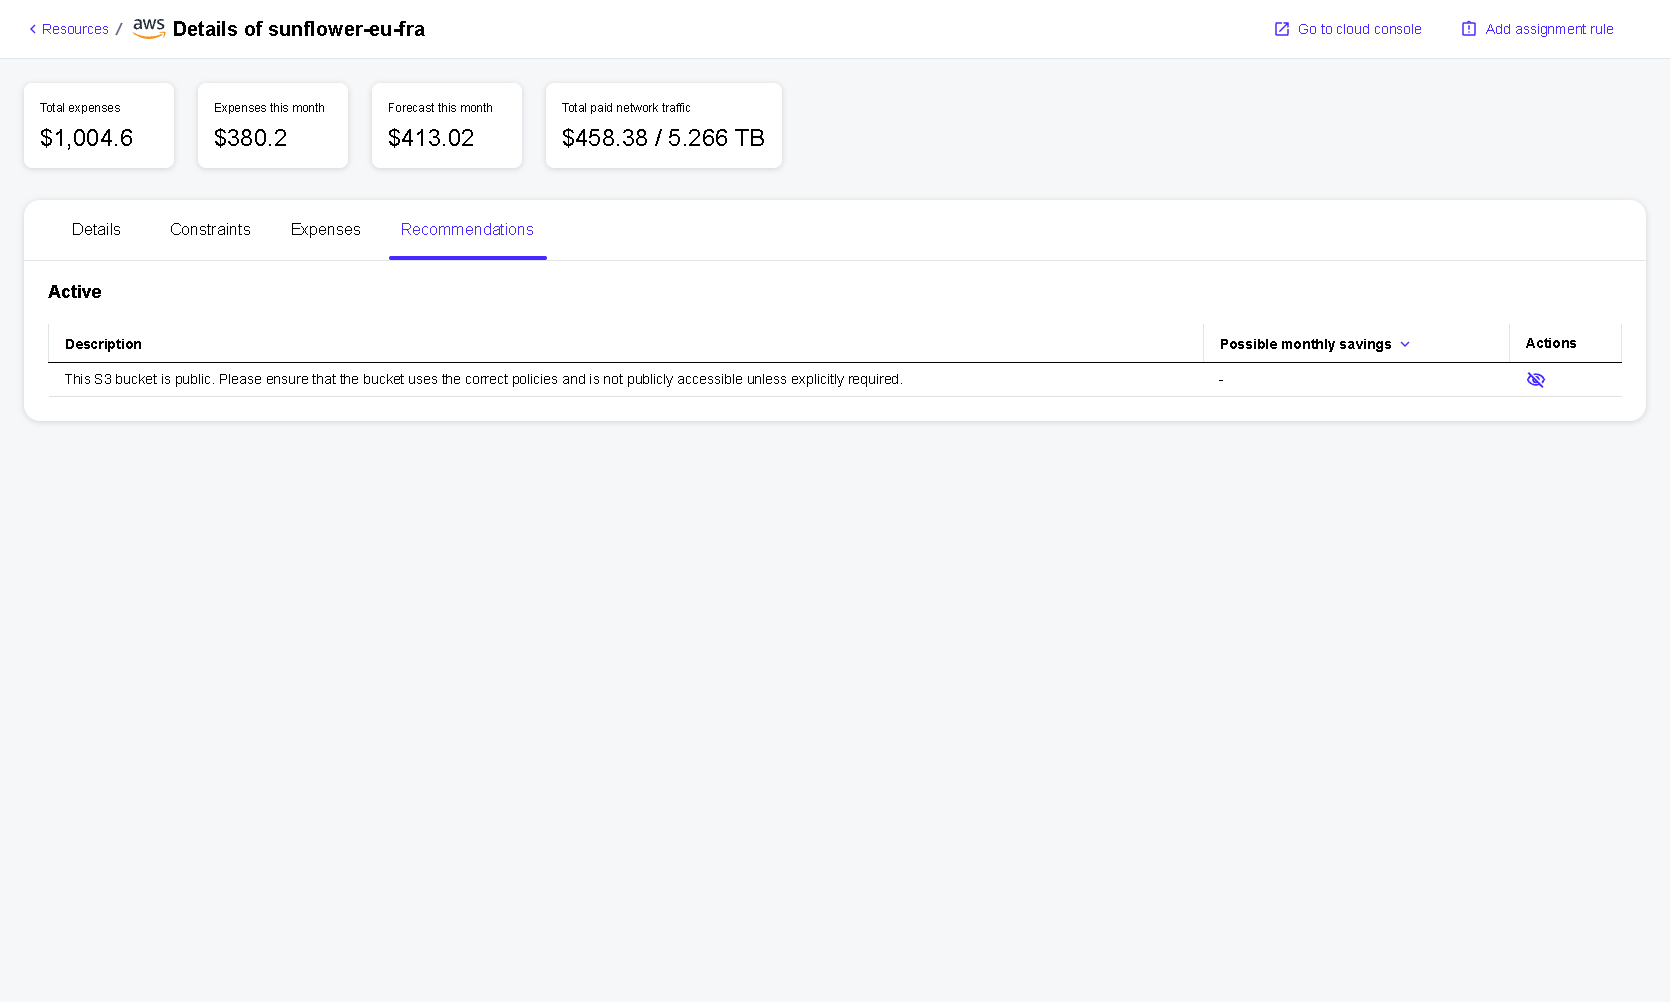 Resources / aws Details of sunflower-eu-fra
Go to cloud console
Add assignment rule
Total expenses
$1,004.6
Expenses this month
$380.2
Forecast this month
$413.02
Total paid network traffic
$458.38 / 5.266 TB
Details Constraints Expenses Recommendations
Active
Description Possible monthly savings Actions
This S3 bucket is public. Please ensure that the bucket uses the correct policies and is not publicly accessible unless explicitly required. -